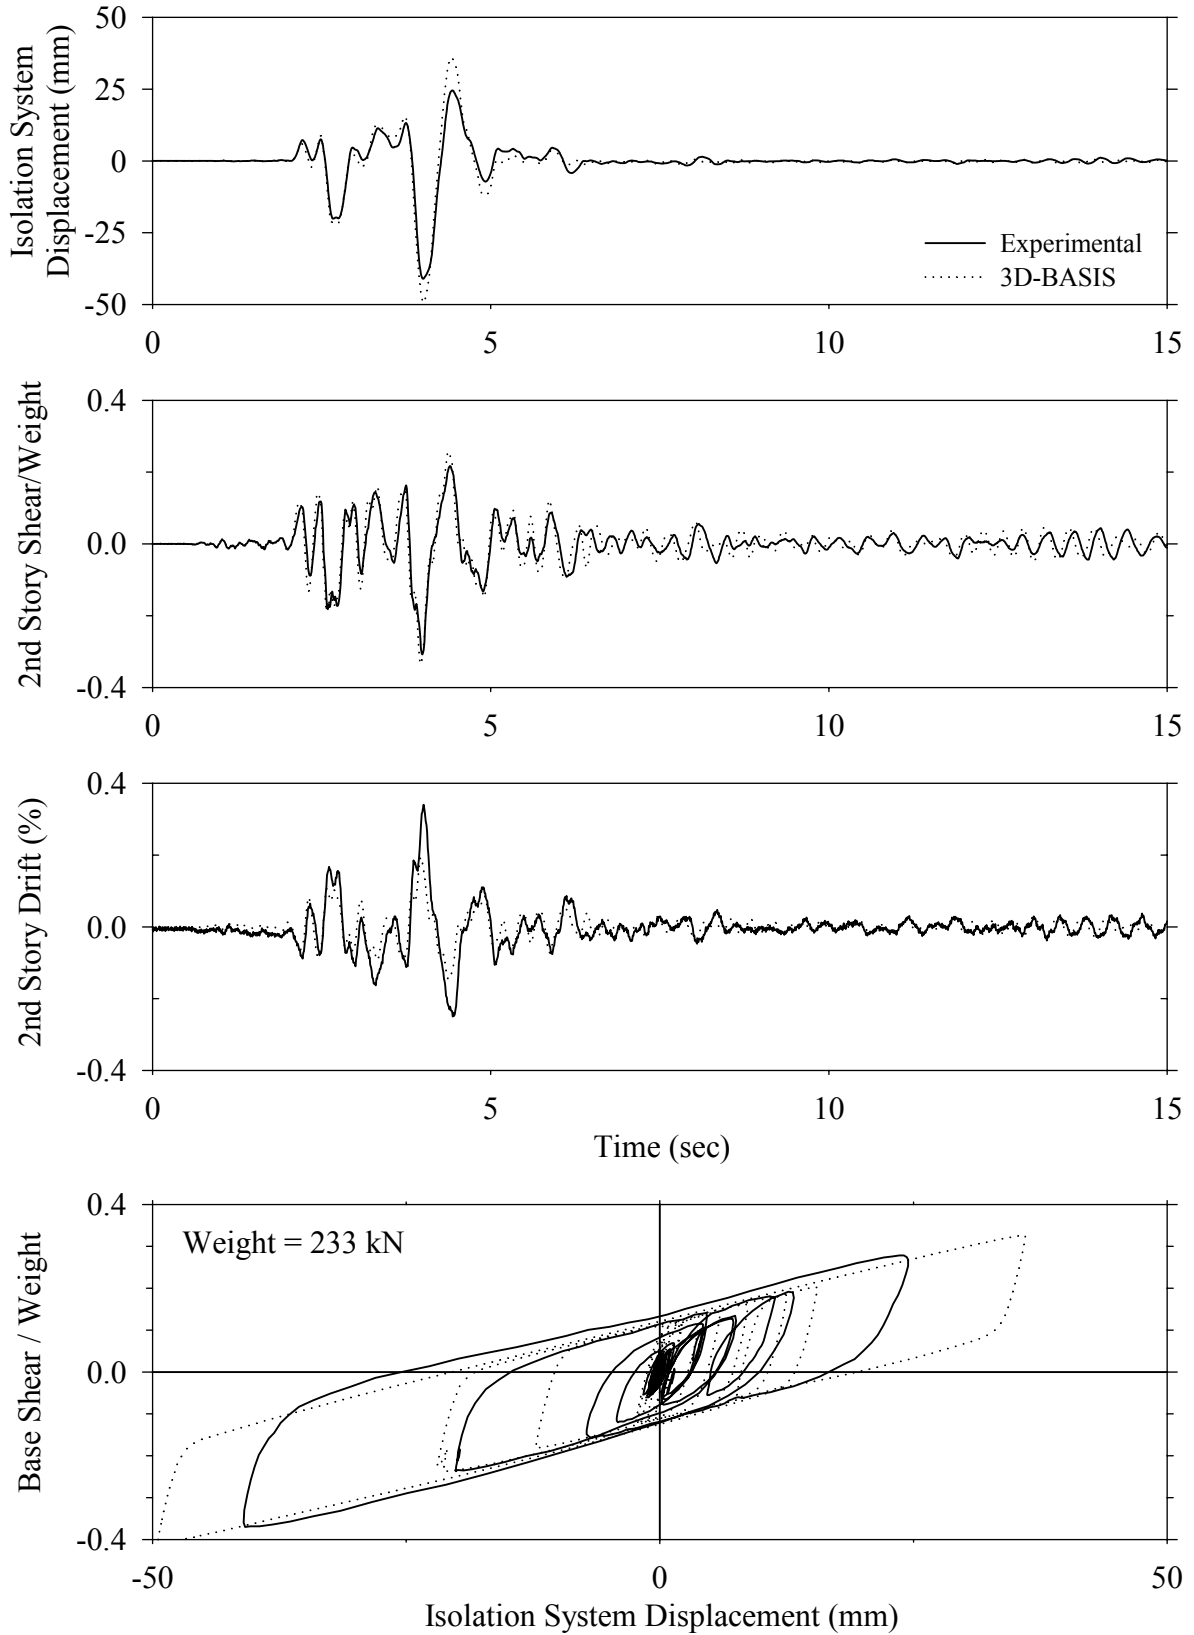 50
25
0
-25
-50
Isolation System
Displacement (mm)
Experimental
3D-BASIS
0 5 10 15
0.4
0.0
-0.4
2nd Story Shear/Weight
0 5 10 15
0.4
0.0
-0.4
2nd Story Drift (%)
0 5 10 15
Time (sec)
0.4
0.0
-0.4
Base Shear / Weight
Weight = 233 kN
-50 0 50
Isolation System Displacement (mm)